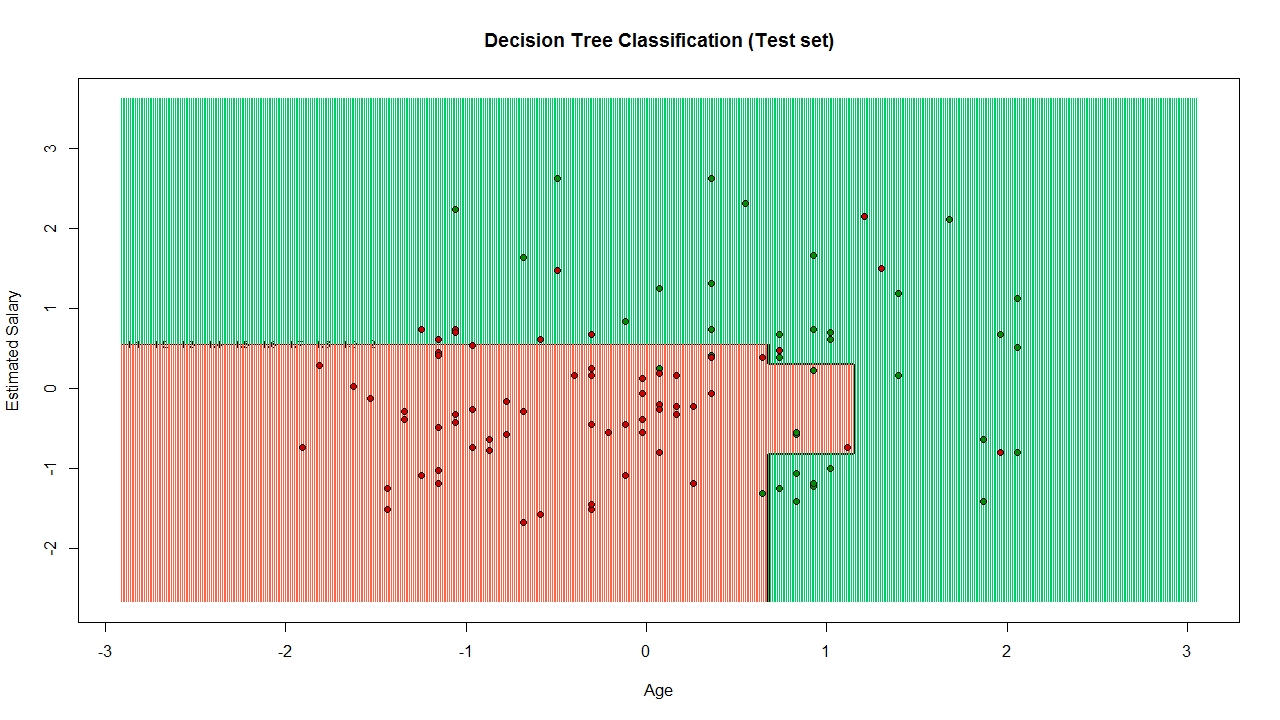 Decision Tree Classification (Test set)
Estimated Salary
3
2
1
0
-1
-2
-3 -2 -1 0 1 2 3
Age